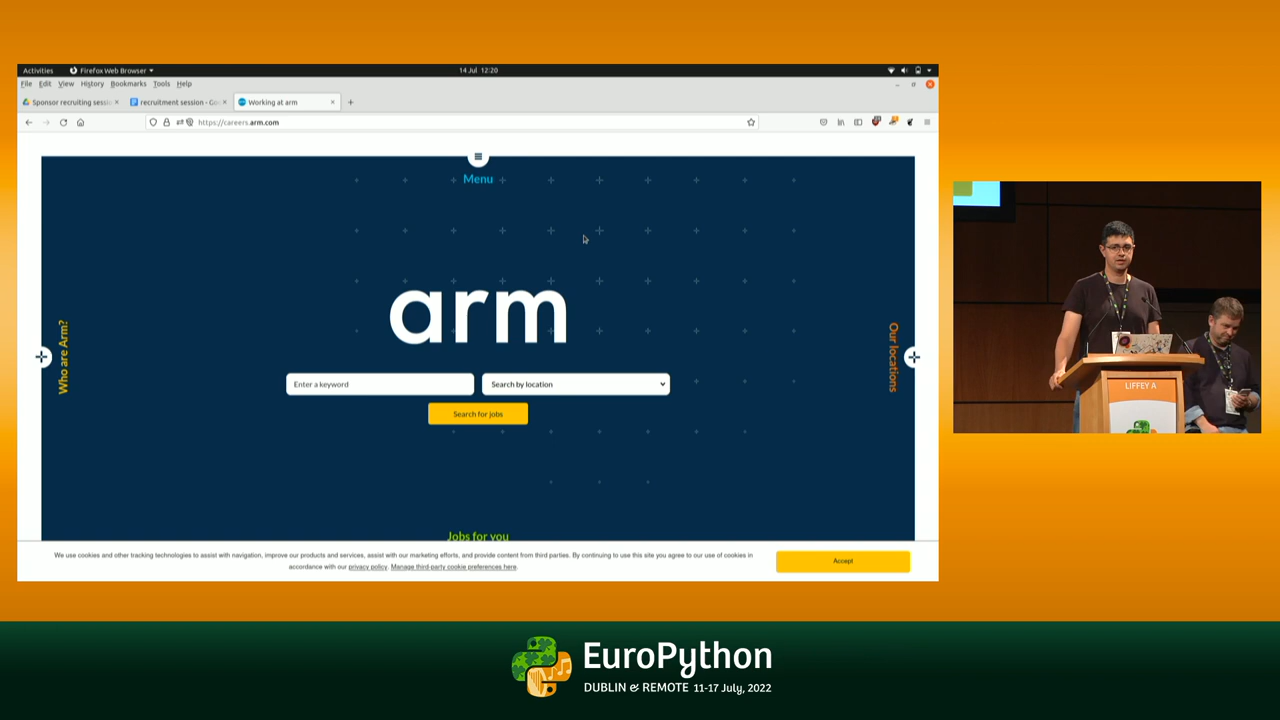 Activities
Firefox Web Browser
14 Jul 12:20
File Edit View History Bookmarks Tools Help
Sponsor recruiting sessi
recruitment session - Go
Working at arm
https://careers.arm.com
Menu
arm
Who are Arm?
Our locations
Enter a keyword
Search by location
Search for jobs
Jobs for you
We use cookies and other tracking technologies to assist with navigation, improve our products and services, assist with our marketing efforts, and provide content from third parties. By continuing to use this site you agree to our use of cookies in
accordance with our privacy policy. Manage third-party cookie preferences here.
Accept
LIFFEY A
EuroPython
DUBLIN & REMOTE 11-17 July, 2022